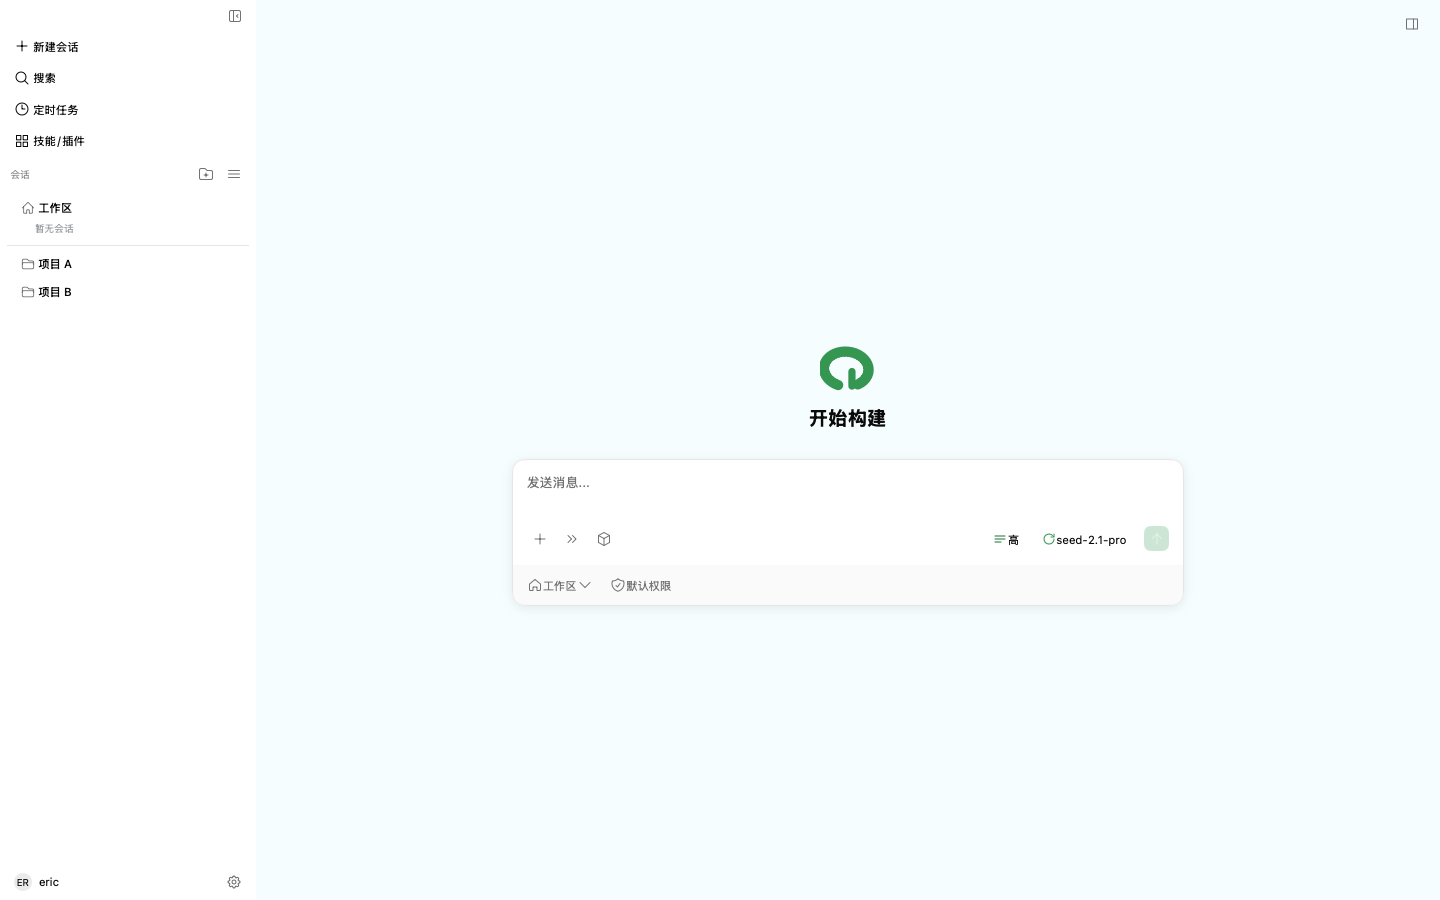 新建会话
搜索
定时任务
技能/插件
会话
工作区
暂无会话
项目 A
项目 B
ER eric
开始构建
发送消息...
高 seed-2.1-pro
工作区 默认权限